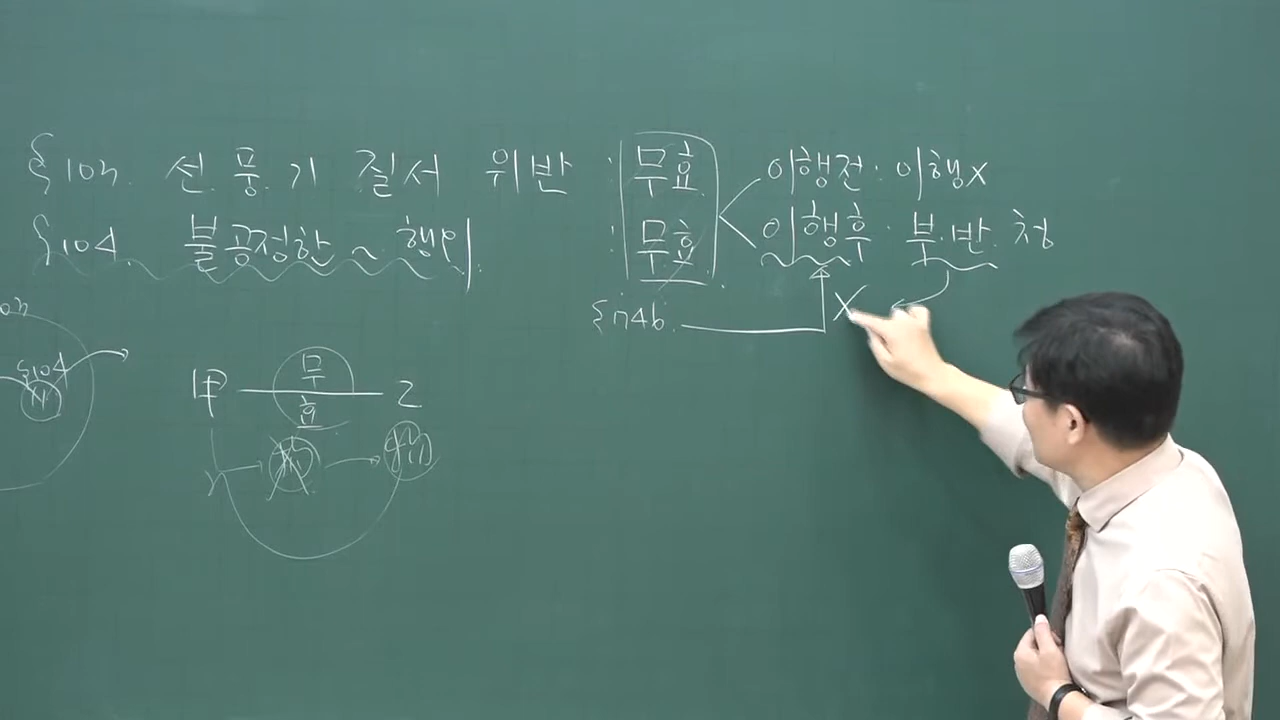 §103. 선.풍.기 질서 위반 : 무효 < 이행전 : 이행x
§104. 불공정한 ~ 행위. : 무효 이행후 : 부.반.청
§746. X
§104
甲 무효 乙